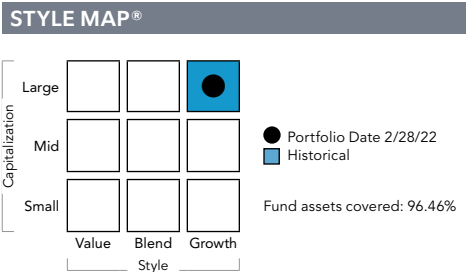 STYLE MAP®
Capitalization
Large
Mid
Small
Value Blend Growth
Style
Portfolio Date 2/28/22
Historical
Fund assets covered: 96.46%